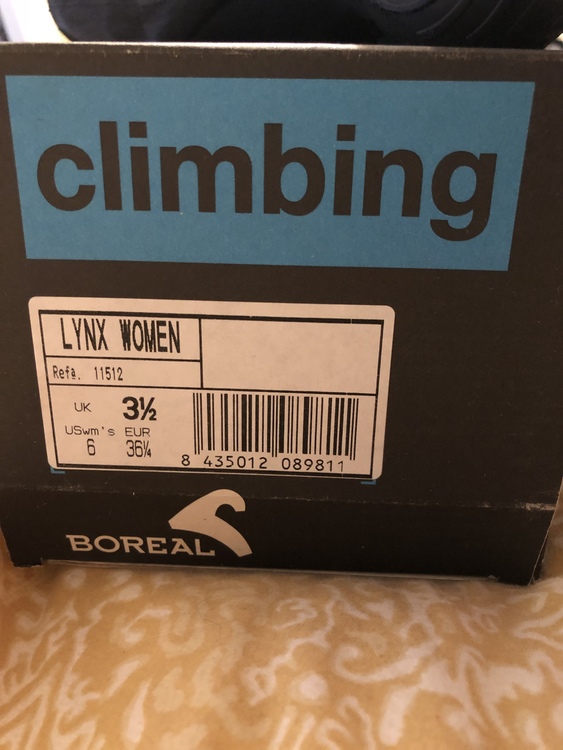 climbing
LYNX WOMEN
Refª. 11512
UK 3½
USwm's EUR
6 36¼
8 435012 089811
BOREAL